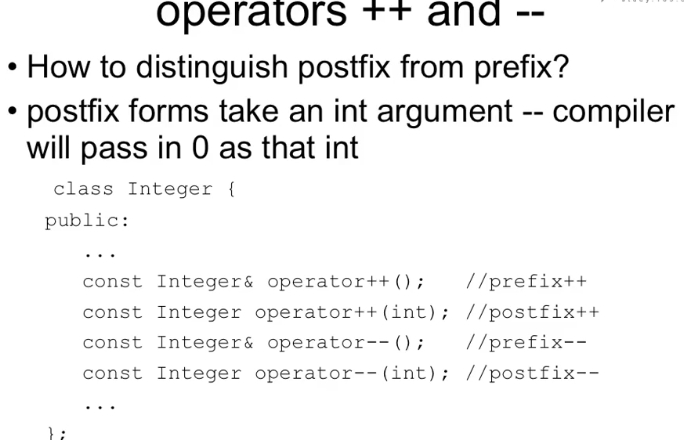 operators ++ and --
• How to distinguish postfix from prefix?
• postfix forms take an int argument -- compiler
will pass in 0 as that int
class Integer {
public:
...
const Integer& operator++();   //prefix++
const Integer operator++(int); //postfix++
const Integer& operator--();   //prefix--
const Integer operator--(int); //postfix--
...
};